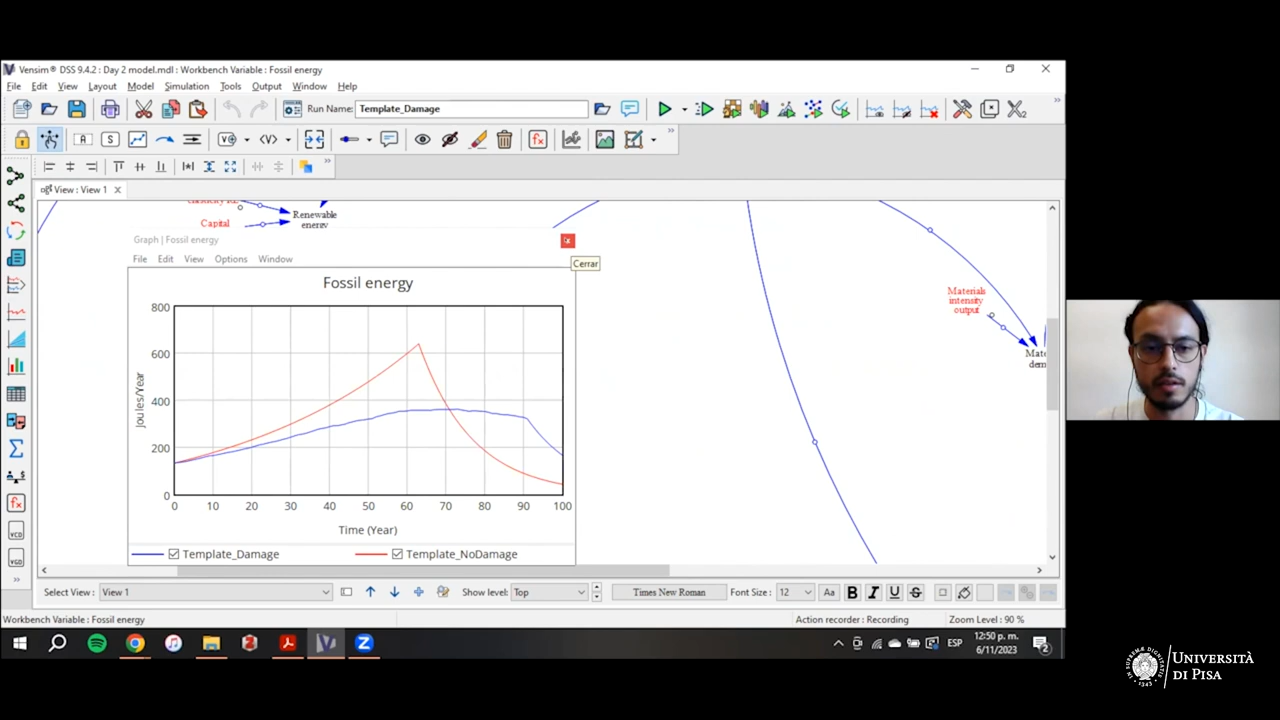 Vensim® DSS 9.4.2 : Day 2 model.mdl : Workbench Variable : Fossil energy
File Edit View Layout Model Simulation Tools Output Window Help
Run Name: Template_Damage
View : View 1
Capital
Renewable
energy
Graph | Fossil energy
Cerrar
File Edit View Options Window
Fossil energy
800
600
400
200
0
Joules/Year
0 10 20 30 40 50 60 70 80 90 100
Time (Year)
Template_Damage Template_NoDamage
Materials
intensity
output
Mate
dem
Select View : View 1 Show level: Top Times New Roman Font Size : 12 Aa B I U S
Workbench Variable : Fossil energy Action recorder : Recording Zoom Level : 90 %
ESP
12:50 p. m.
6/11/2023
2
UNIVERSITÀ
DI PISA